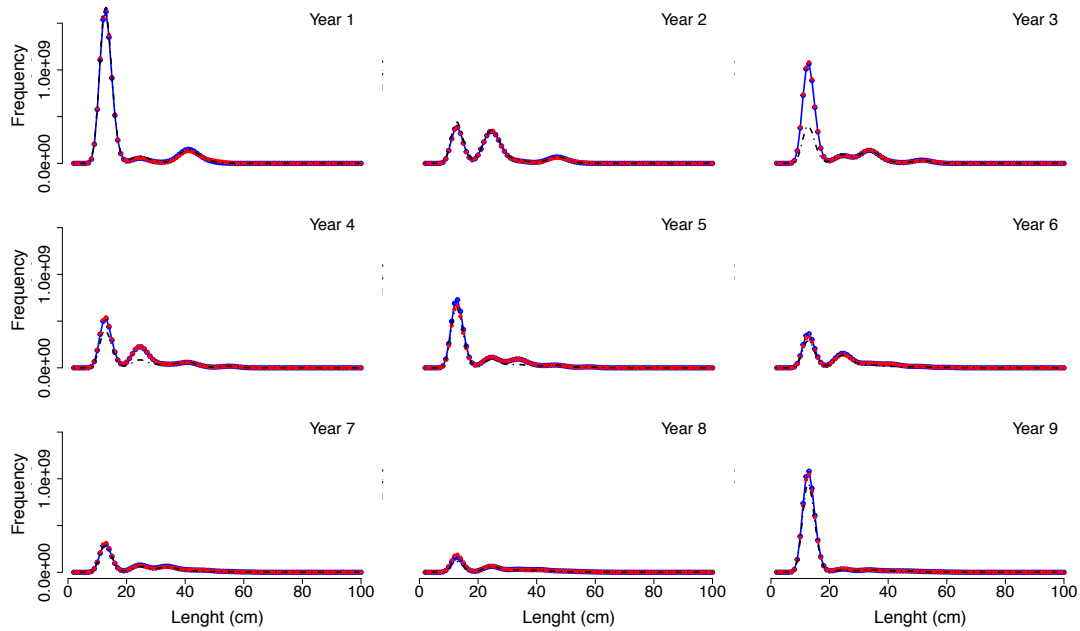 Year 1
Year 2
Year 3
Frequency
0.00e+00
1.0e+09
Year 4
Year 5
Year 6
Frequency
0.0e+00
1.0e+09
Year 7
Year 8
Year 9
Frequency
0.0e+00
1.0e+09
0 20 40 60 80 100
0 20 40 60 80 100
0 20 40 60 80 100
Lenght (cm)
Lenght (cm)
Lenght (cm)